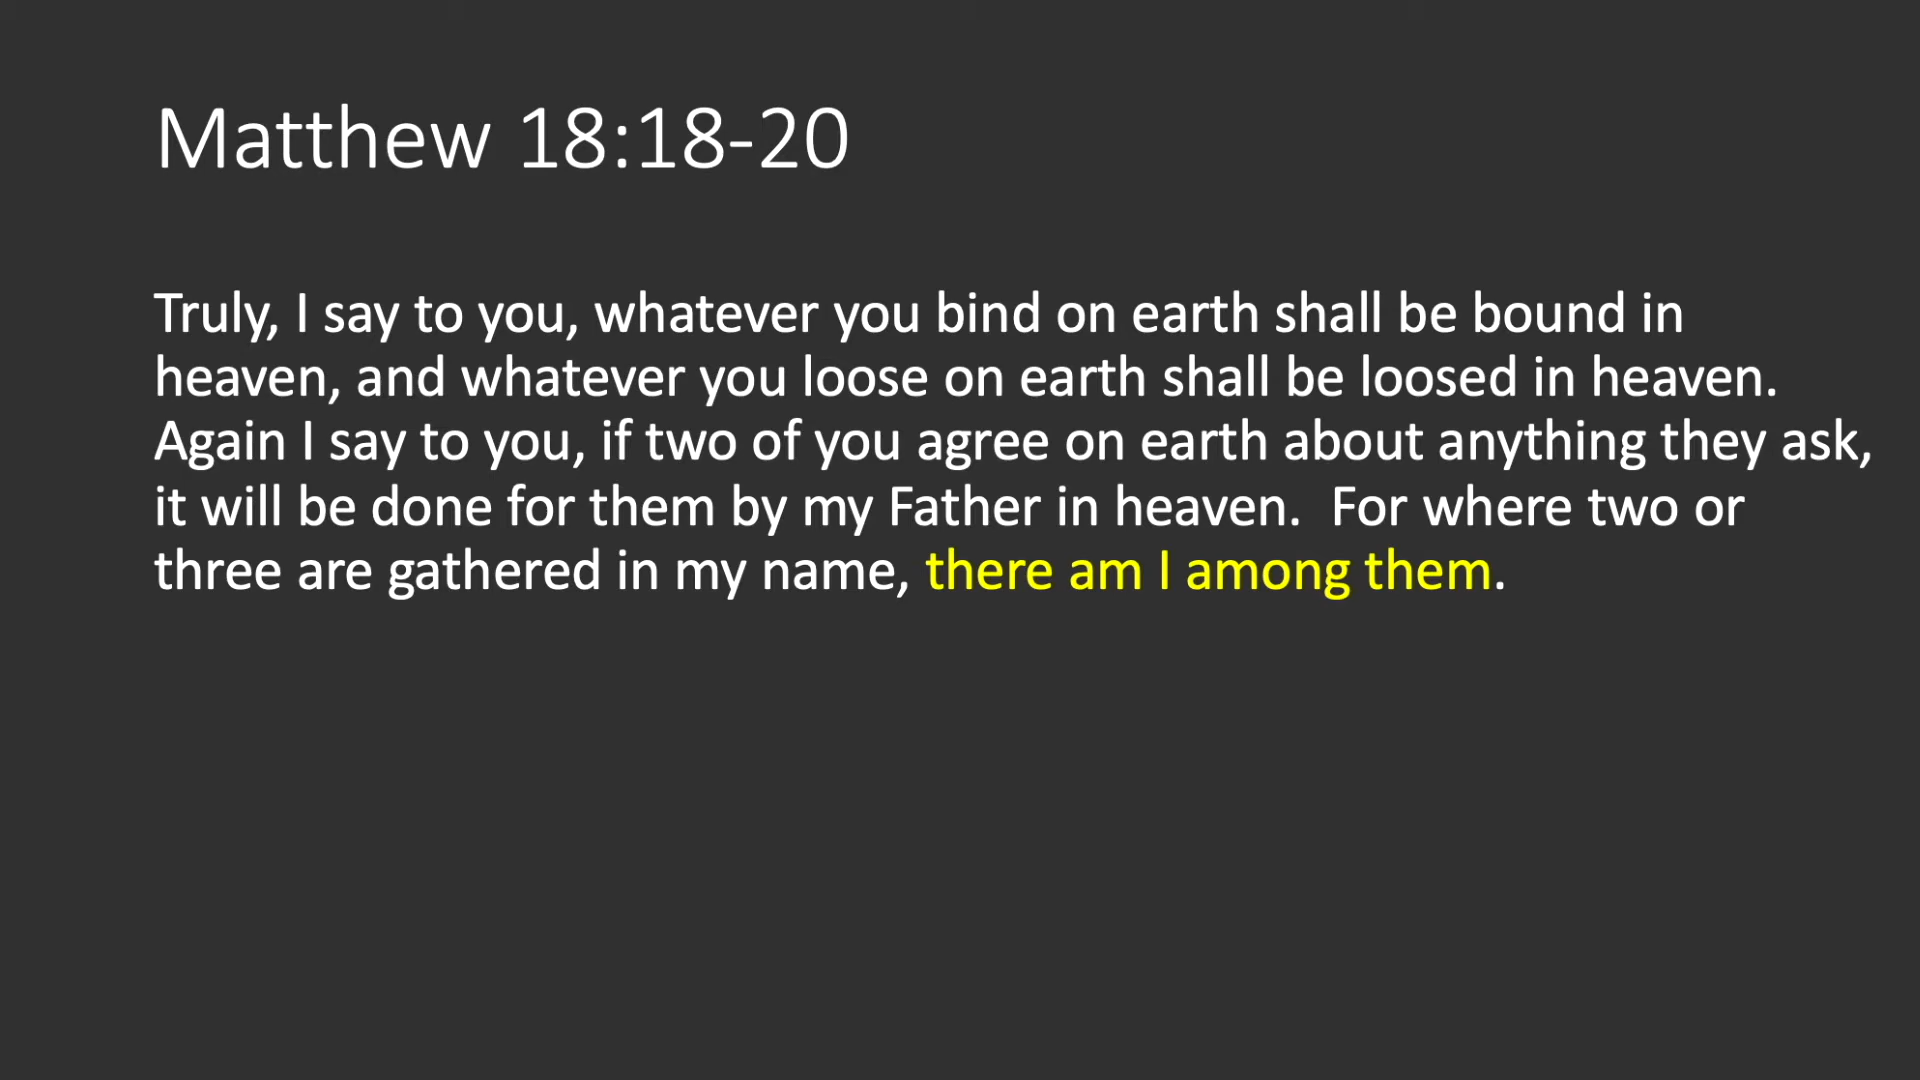 Matthew 18:18-20
Truly, I say to you, whatever you bind on earth shall be bound in
heaven, and whatever you loose on earth shall be loosed in heaven.
Again I say to you, if two of you agree on earth about anything they ask,
it will be done for them by my Father in heaven.  For where two or
three are gathered in my name, there am I among them.